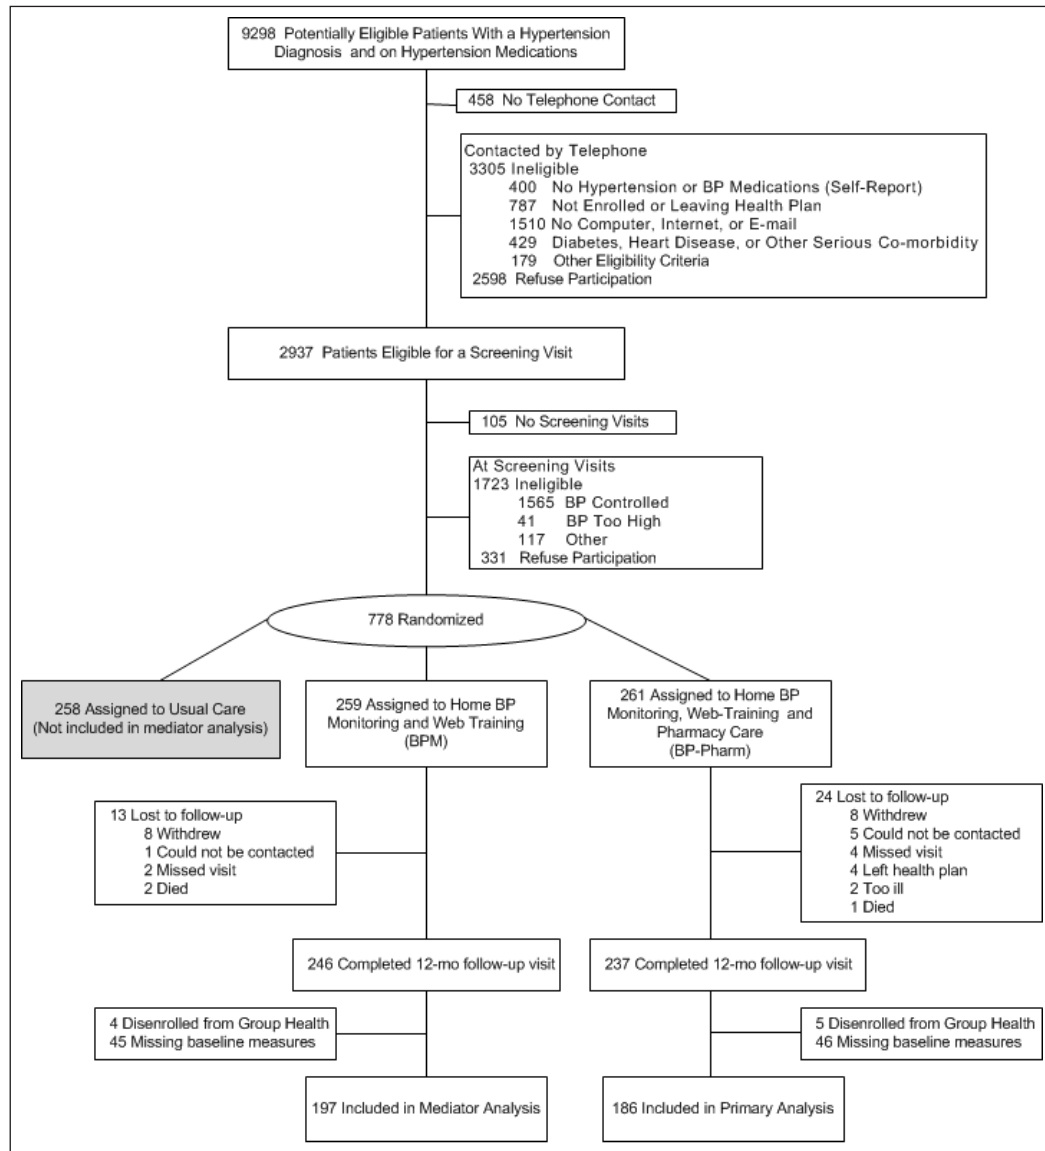 9298 Potentially Eligible Patients With a Hypertension
Diagnosis and on Hypertension Medications
458 No Telephone Contact
Contacted by Telephone
3305 Ineligible
400 No Hypertension or BP Medications (Self-Report)
787 Not Enrolled or Leaving Health Plan
1510 No Computer, Internet, or E-mail
429 Diabetes, Heart Disease, or Other Serious Co-morbidity
179 Other Eligibility Criteria
2598 Refuse Participation
2937 Patients Eligible for a Screening Visit
105 No Screening Visits
At Screening Visits
1723 Ineligible
1565 BP Controlled
41 BP Too High
117 Other
331 Refuse Participation
778 Randomized
258 Assigned to Usual Care
(Not included in mediator analysis)
259 Assigned to Home BP
Monitoring and Web Training
(BPM)
261 Assigned to Home BP
Monitoring, Web-Training and
Pharmacy Care
(BP-Pharm)
13 Lost to follow-up
8 Withdrew
1 Could not be contacted
2 Missed visit
2 Died
24 Lost to follow-up
8 Withdrew
5 Could not be contacted
4 Missed visit
4 Left health plan
2 Too ill
1 Died
246 Completed 12-mo follow-up visit
237 Completed 12-mo follow-up visit
4 Disenrolled from Group Health
45 Missing baseline measures
5 Disenrolled from Group Health
46 Missing baseline measures
197 Included in Mediator Analysis
186 Included in Primary Analysis